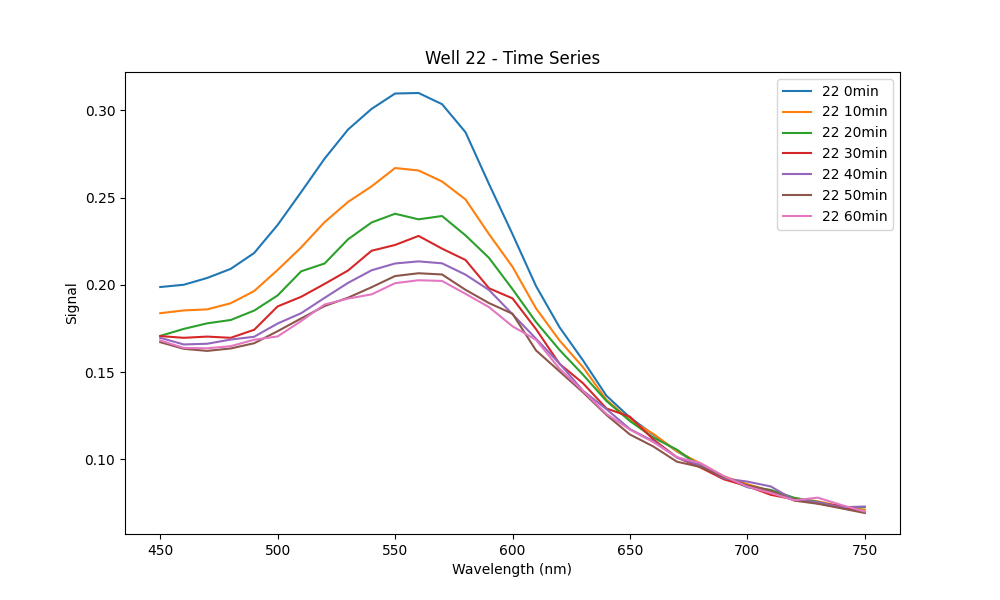 Well 22 - Time Series
Signal
0.30
0.25
0.20
0.15
0.10
22 0min
22 10min
22 20min
22 30min
22 40min
22 50min
22 60min
450 500 550 600 650 700 750
Wavelength (nm)